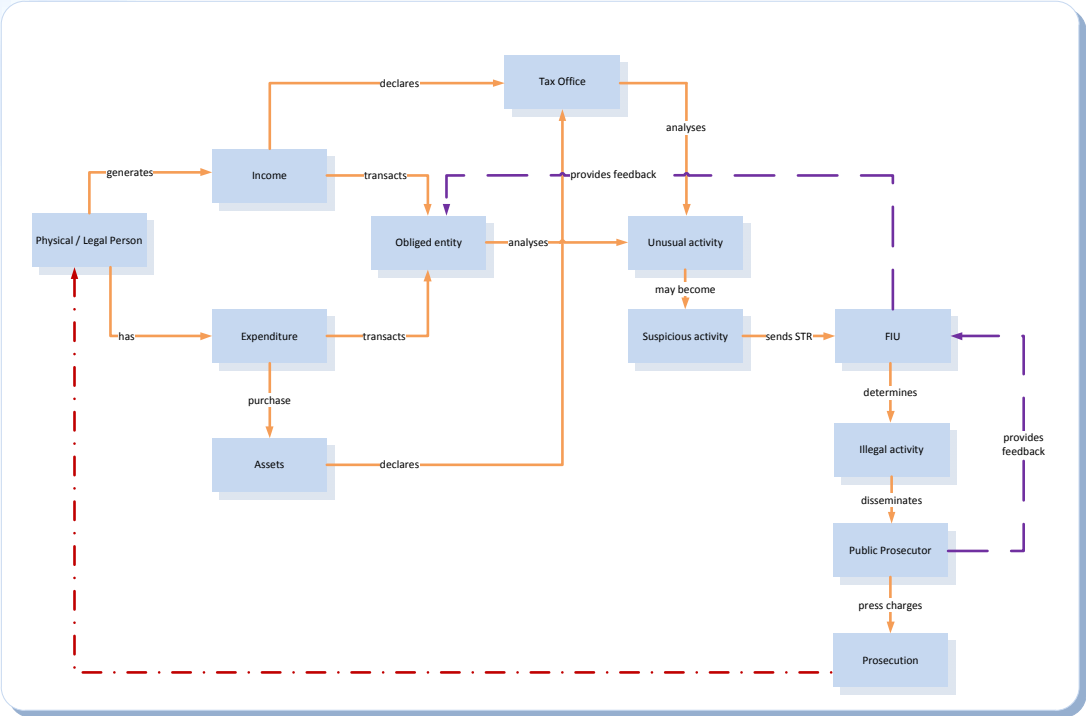 Tax Office
declares
analyses
generates
Income
transacts
provides feedback
Physical / Legal Person
Obliged entity
analyses
Unusual activity
may become
has
Expenditure
transacts
Suspicious activity
sends STR
FIU
purchase
determines
Assets
declares
Illegal activity
provides
feedback
disseminates
Public Prosecutor
press charges
Prosecution